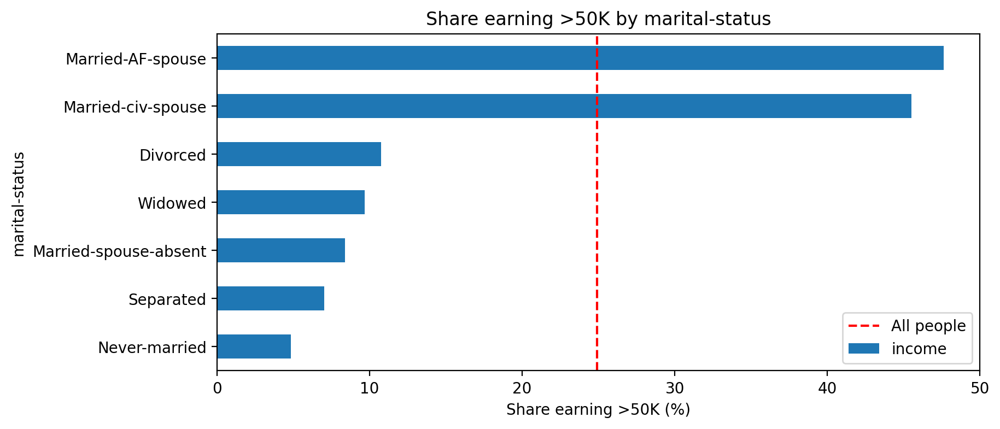 Share earning >50K by marital-status
marital-status
Married-AF-spouse
Married-civ-spouse
Divorced
Widowed
Married-spouse-absent
Separated
Never-married
All people
income
0 10 20 30 40 50
Share earning >50K (%)